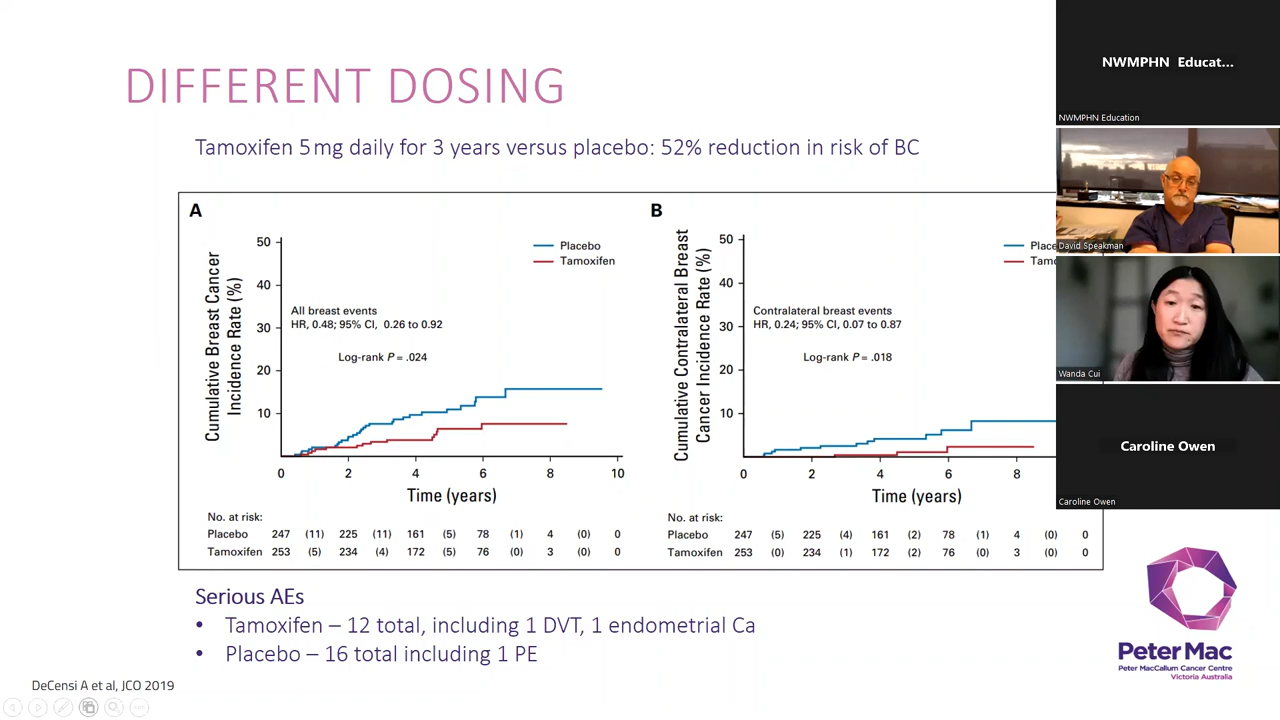 DIFFERENT DOSING
Tamoxifen 5mg daily for 3 years versus placebo: 52% reduction in risk of BC
A
Cumulative Breast Cancer
Incidence Rate (%)
50
40
30
20
10
Placebo
Tamoxifen
All breast events
HR, 0.48; 95% CI, 0.26 to 0.92
Log-rank P = .024
0 2 4 6 8 10
Time (years)
No. at risk:
Placebo 247 (11) 225 (11) 161 (5) 78 (1) 4 (0) 0
Tamoxifen 253 (5) 234 (4) 172 (5) 76 (0) 3 (0) 0
B
Cumulative Contralateral Breast
Cancer Incidence Rate (%)
50
40
30
20
10
Place
Tamo
Contralateral breast events
HR, 0.24; 95% CI, 0.07 to 0.87
Log-rank P = .018
0 2 4 6 8
Time (years)
No. at risk:
Placebo 247 (5) 225 (4) 161 (2) 78 (1) 4 (0) 0
Tamoxifen 253 (0) 234 (1) 172 (2) 76 (0) 3 (0) 0
Serious AEs
• Tamoxifen – 12 total, including 1 DVT, 1 endometrial Ca
• Placebo – 16 total including 1 PE
DeCensi A et al, JCO 2019
NWMPHN Educat...
NWMPHN Education
David Speakman
Wanda Cui
Caroline Owen
Caroline Owen
Peter Mac
Peter MacCallum Cancer Centre
Victoria Australia